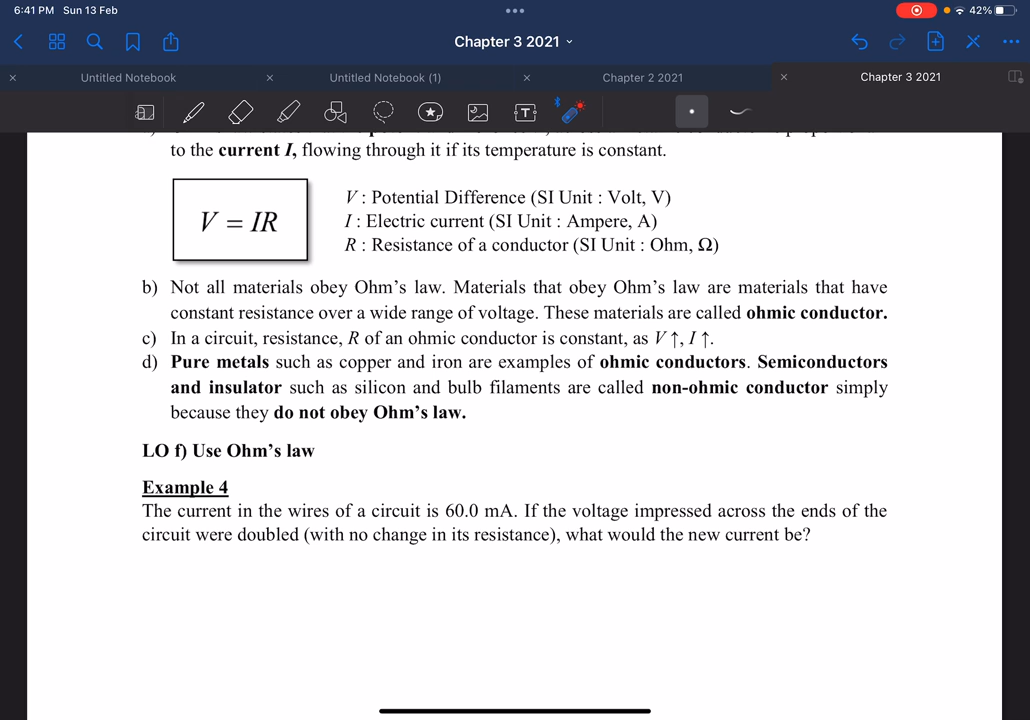 6:41 PM Sun 13 Feb
42%
Chapter 3 2021
Untitled Notebook
Untitled Notebook (1)
Chapter 2 2021
Chapter 3 2021
to the current I, flowing through it if its temperature is constant.
V = IR
V : Potential Difference (SI Unit : Volt, V)
I : Electric current (SI Unit : Ampere, A)
R : Resistance of a conductor (SI Unit : Ohm, Ω)
b) Not all materials obey Ohm’s law. Materials that obey Ohm’s law are materials that have
constant resistance over a wide range of voltage. These materials are called ohmic conductor.
c) In a circuit, resistance, R of an ohmic conductor is constant, as V ↑, I ↑.
d) Pure metals such as copper and iron are examples of ohmic conductors. Semiconductors
and insulator such as silicon and bulb filaments are called non-ohmic conductor simply
because they do not obey Ohm’s law.
LO f) Use Ohm’s law
Example 4
The current in the wires of a circuit is 60.0 mA. If the voltage impressed across the ends of the
circuit were doubled (with no change in its resistance), what would the new current be?